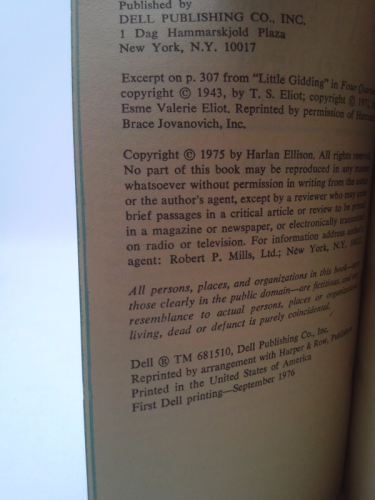 Published by
DELL PUBLISHING CO., INC.
1 Dag Hammarskjold Plaza
New York, N.Y. 10017
Excerpt on p. 307 from "Little Gidding" in Four
copyright © 1943, by T. S. Eliot; copyright ©
Esme Valerie Eliot. Reprinted by permission of
Brace Jovanovich, Inc.
Copyright © 1975 by Harlan Ellison. All rights
No part of this book may be reproduced in any
whatsoever without permission in writing from the
or the author's agent, except by a reviewer who may
brief passages in a critical article or review to be
in a magazine or newspaper, or electronically
on radio or television. For information address
agent: Robert P. Mills, Ltd.; New York, N.Y.
All persons, places, and organizations in this book—
those clearly in the public domain—are fictitious, and
resemblance to actual persons, places or organizations
living, dead or defunct is purely coincidental.
Dell ® TM 681510, Dell Publishing Co., Inc.
Reprinted by arrangement with Harper & Row, Publishers
Printed in the United States of America
First Dell printing—September 1976